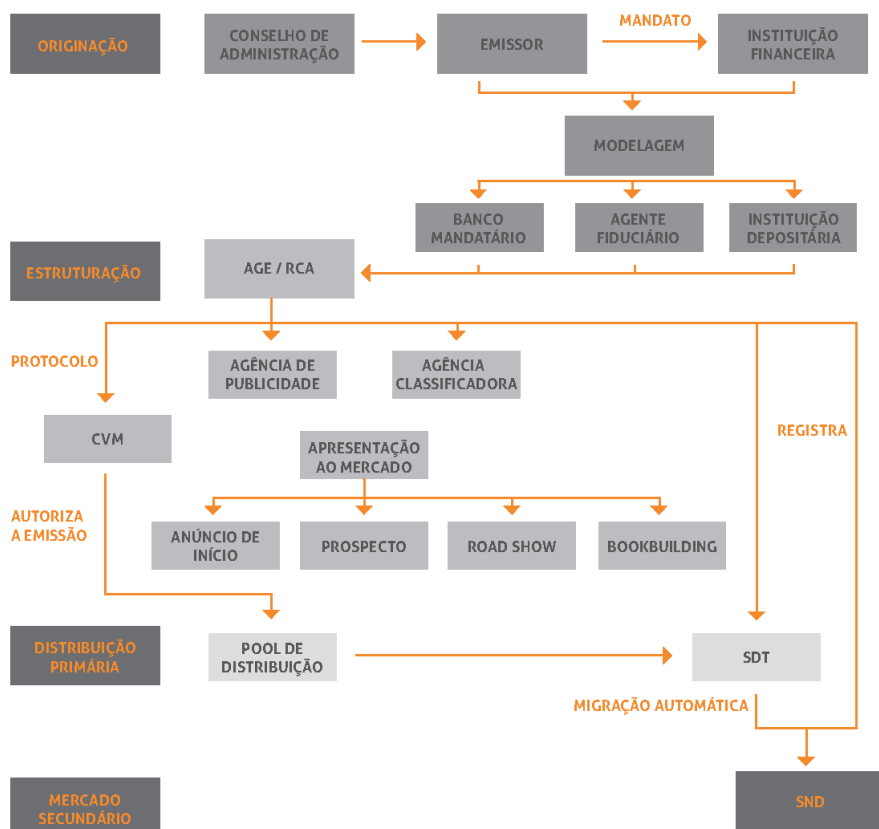 MANDATO
ORIGINAÇÃO
CONSELHO DE
ADMINISTRAÇÃO
EMISSOR
INSTITUIÇÃO
FINANCEIRA
MODELAGEM
BANCO
MANDATÁRIO
AGENTE
FIDUCIÁRIO
INSTITUIÇÃO
DEPOSITÁRIA
ESTRUTURAÇÃO
AGE / RCA
PROTOCOLO
AGÊNCIA DE
PUBLICIDADE
AGÊNCIA
CLASSIFICADORA
CVM
REGISTRA
APRESENTAÇÃO
AO MERCADO
AUTORIZA
A EMISSÃO
ANÚNCIO DE
INÍCIO
PROSPECTO
ROAD SHOW
BOOKBUILDING
DISTRIBUIÇÃO
PRIMÁRIA
POOL DE
DISTRIBUIÇÃO
SDT
MIGRAÇÃO AUTOMÁTICA
MERCADO
SECUNDÁRIO
SND